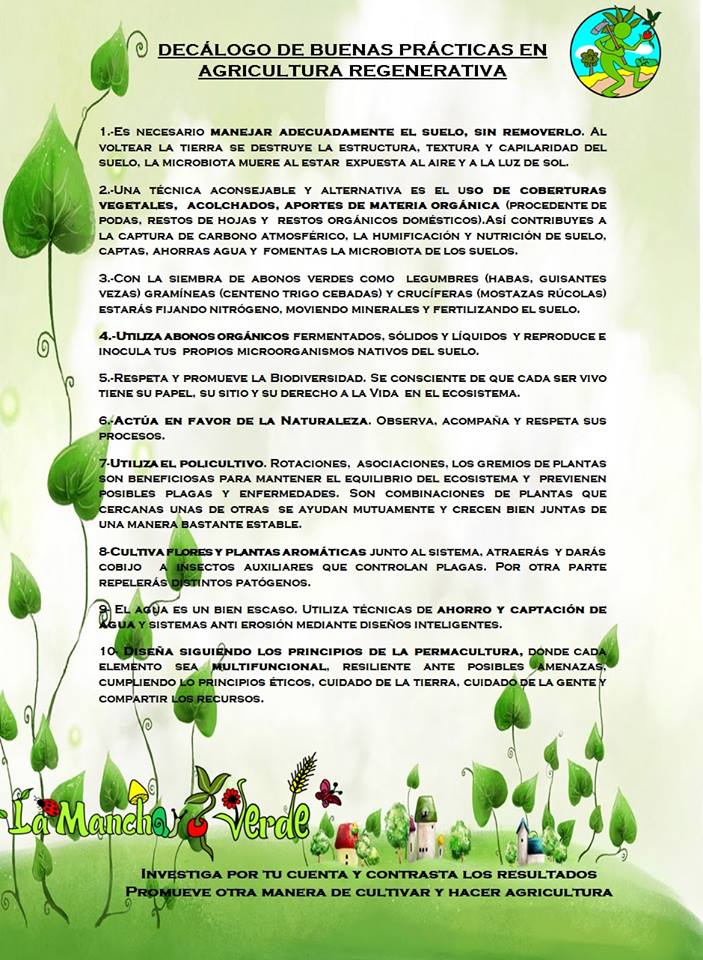 DECÁLOGO DE BUENAS PRÁCTICAS EN
AGRICULTURA REGENERATIVA
1.-Es necesario manejar adecuadamente el suelo, sin removerlo. Al
voltear la tierra se destruye la estructura, textura y capilaridad del
suelo, la microbiota muere al estar expuesta al aire y a la luz de sol.
2.-Una técnica aconsejable y alternativa es el uso de coberturas
vegetales, acolchados, aportes de materia orgánica (procedente de
podas, restos de hojas y restos orgánicos domésticos).Así contribuyes a
la captura de carbono atmosférico, la humificación y nutrición de suelo,
captas, ahorras agua y fomentas la microbiota de los suelos.
3.-Con la siembra de abonos verdes como legumbres (habas, guisantes
vezas) gramíneas (centeno trigo cebadas) y crucíferas (mostazas rúcolas)
estarás fijando nitrógeno, moviendo minerales y fertilizando el suelo.
4.-Utiliza abonos orgánicos fermentados, sólidos y líquidos y reproduce e
inocula tus propios microorganismos nativos del suelo.
5.-Respeta y promueve la Biodiversidad. Se consciente de que cada ser vivo
tiene su papel, su sitio y su derecho a la Vida en el ecosistema.
6.-Actúa en favor de la Naturaleza. Observa, acompaña y respeta sus
procesos.
7-Utiliza el policultivo. Rotaciones, asociaciones, los gremios de plantas
son beneficiosas para mantener el equilibrio del ecosistema y previenen
posibles plagas y enfermedades. Son combinaciones de plantas que
cercanas unas de otras se ayudan mutuamente y crecen bien juntas de
una manera bastante estable.
8-Cultiva flores y plantas aromáticas junto al sistema, atraerás y darás
cobijo a insectos auxiliares que controlan plagas. Por otra parte
repelerás distintos patógenos.
9- El agua es un bien escaso. Utiliza técnicas de ahorro y captación de
agua y sistemas anti erosión mediante diseños inteligentes.
10- Diseña siguiendo los principios de la permacultura, donde cada
elemento sea multifuncional, resiliente ante posibles amenazas,
cumpliendo lo principios éticos, cuidado de la tierra, cuidado de la gente y
compartir los recursos.
La Mancha Verde
Investiga por tu cuenta y contrasta los resultados
Promueve otra manera de cultivar y hacer agricultura